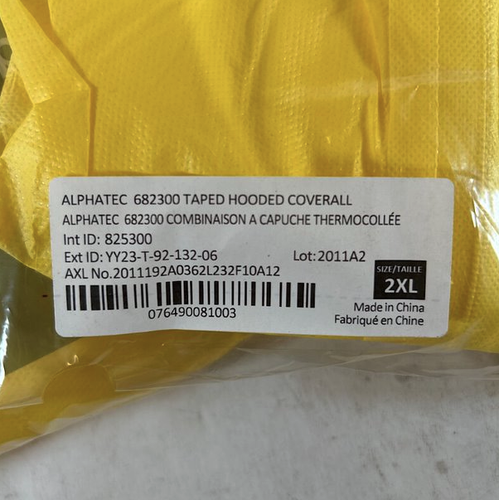 ALPHATEC 682300 TAPED HOODED COVERALL
ALPHATEC 682300 COMBINAISON A CAPUCHE THERMOCOLLÉE
Int ID: 825300
Ext ID: YY23-T-92-132-06 Lot: 2011A2
AXL No.2011192A0362L232F10A12
SIZE/TAILLE
2XL
076490081003
Made in China
Fabriqué en Chine